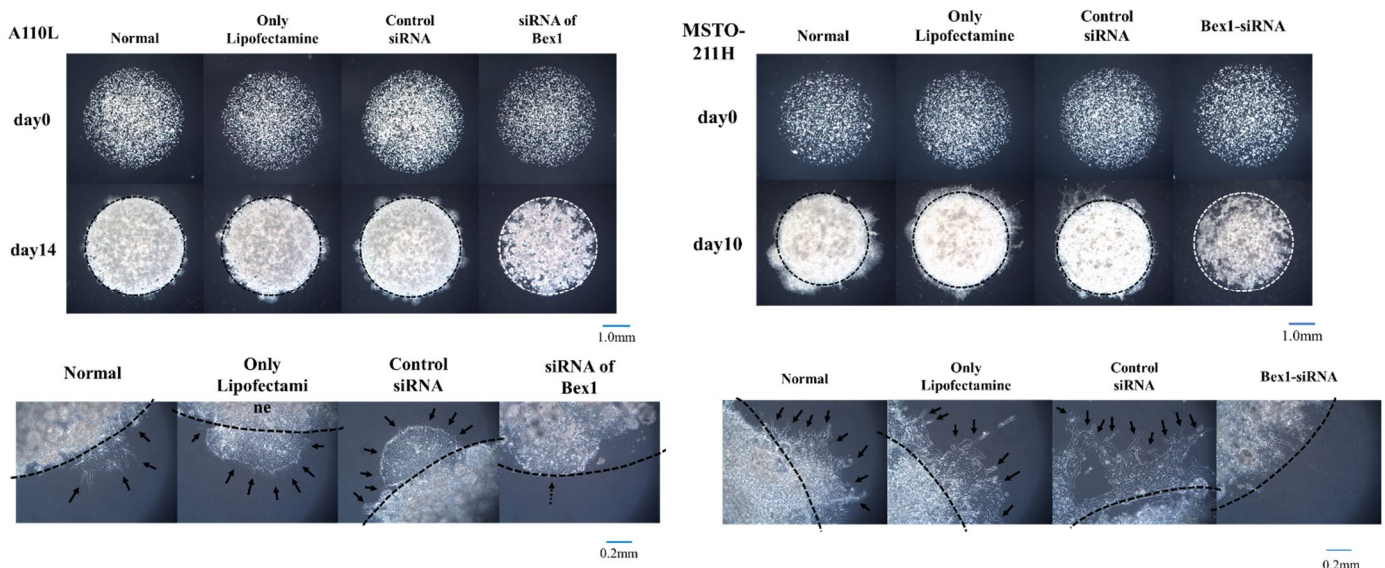 A110L
Normal
Only
Lipofectamine
Control
siRNA
siRNA of
Bex1
day0
day14
1.0mm
MSTO-
211H
Normal
Only
Lipofectamine
Control
siRNA
Bex1-siRNA
day0
day10
1.0mm
Normal
Only
Lipofectami
ne
Control
siRNA
siRNA of
Bex1
0.2mm
Normal
Only
Lipofectamine
Control
siRNA
Bex1-siRNA
0.2mm